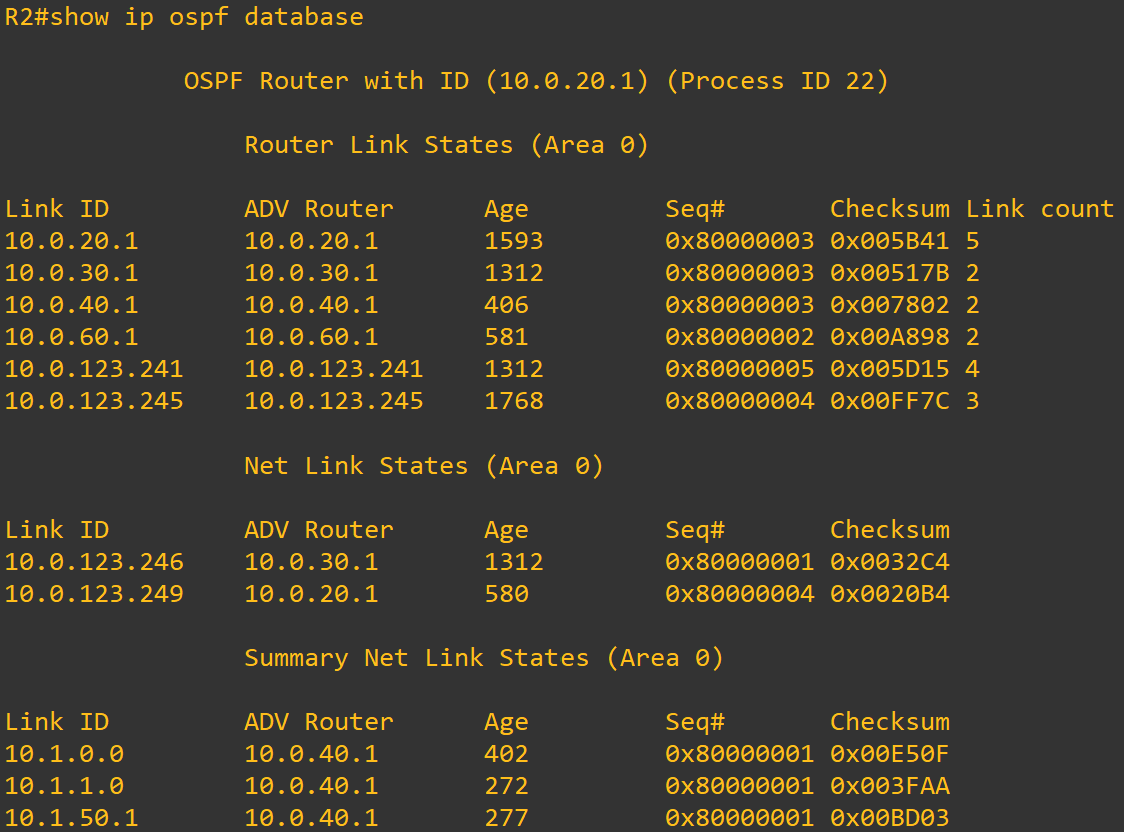 R2#show ip ospf database
OSPF Router with ID (10.0.20.1) (Process ID 22)
Router Link States (Area 0)
Link ID ADV Router Age Seq# Checksum Link count
10.0.20.1 10.0.20.1 1593 0x80000003 0x005B41 5
10.0.30.1 10.0.30.1 1312 0x80000003 0x00517B 2
10.0.40.1 10.0.40.1 406 0x80000003 0x007802 2
10.0.60.1 10.0.60.1 581 0x80000002 0x00A898 2
10.0.123.241 10.0.123.241 1312 0x80000005 0x005D15 4
10.0.123.245 10.0.123.245 1768 0x80000004 0x00FF7C 3
Net Link States (Area 0)
Link ID ADV Router Age Seq# Checksum
10.0.123.246 10.0.30.1 1312 0x80000001 0x0032C4
10.0.123.249 10.0.20.1 580 0x80000004 0x0020B4
Summary Net Link States (Area 0)
Link ID ADV Router Age Seq# Checksum
10.1.0.0 10.0.40.1 402 0x80000001 0x00E50F
10.1.1.0 10.0.40.1 272 0x80000001 0x003FAA
10.1.50.1 10.0.40.1 277 0x80000001 0x00BD03